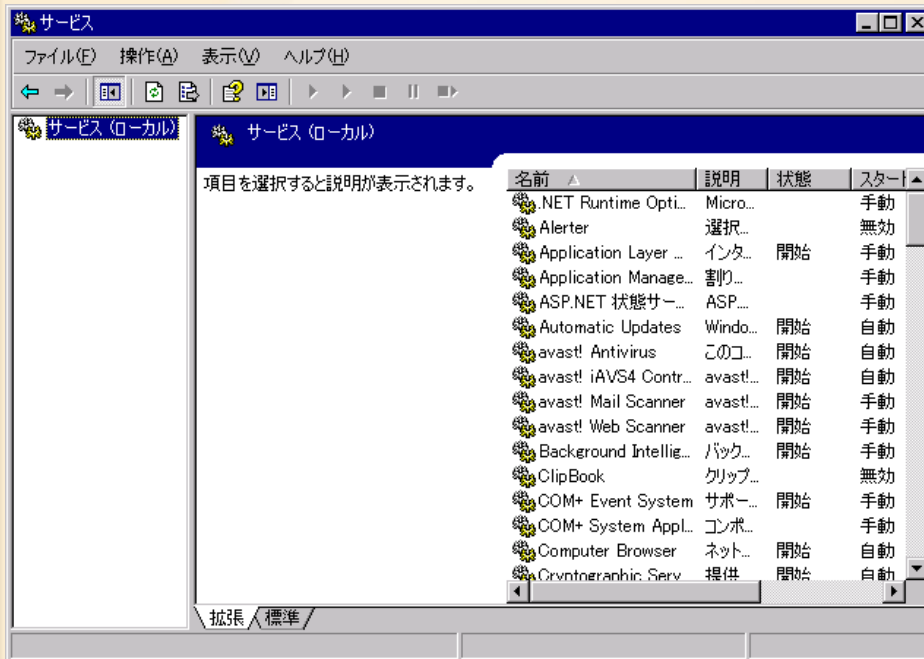 サービス
ファイル(F) 操作(A) 表示(V) ヘルプ(H)
サービス (ローカル)
サービス (ローカル)
項目を選択すると説明が表示されます。
名前 説明 状態 スタート
.NET Runtime Opti... Micro... 手動
Alerter 選択... 無効
Application Layer ... インタ... 開始 手動
Application Manage... 割り... 手動
ASP.NET 状態サー... ASP.... 手動
Automatic Updates Windo... 開始 自動
avast! Antivirus このコ... 開始 自動
avast! iAVS4 Contr... avast!... 開始 自動
avast! Mail Scanner avast!... 開始 手動
avast! Web Scanner avast!... 開始 手動
Background Intellig... バック... 開始 手動
ClipBook クリップ... 無効
COM+ Event System サポー... 開始 手動
COM+ System Appl... コンポ... 手動
Computer Browser ネット... 開始 自動
Cryptographic Serv 提供 開始 自動
拡張 標準